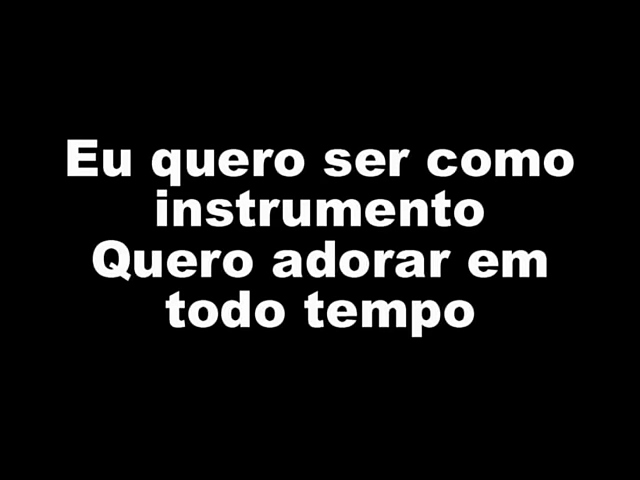 Eu quero ser como
instrumento
Quero adorar em
todo tempo